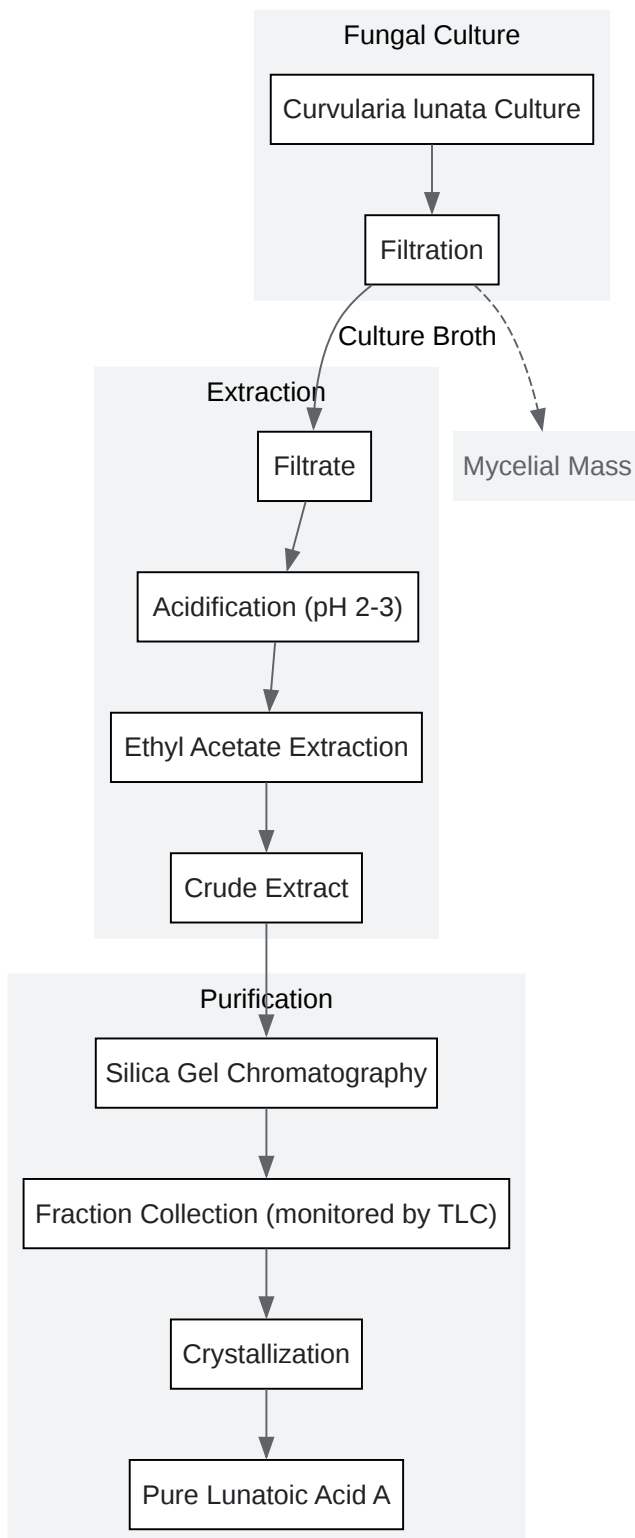 Fungal Culture
Curvularia lunata Culture
Filtration
Culture Broth
Extraction
Filtrate
Mycelial Mass
Acidification (pH 2-3)
Ethyl Acetate Extraction
Crude Extract
Purification
Silica Gel Chromatography
Fraction Collection (monitored by TLC)
Crystallization
Pure Lunatoic Acid A